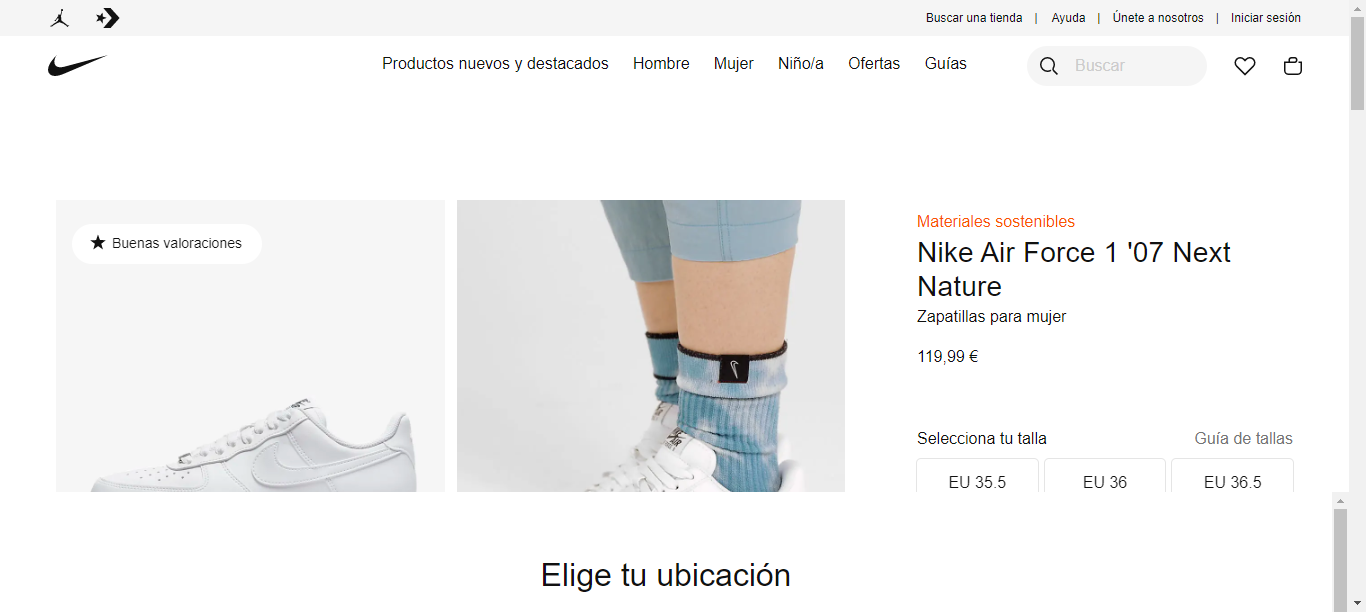 Buscar una tienda | Ayuda | Únete a nosotros | Iniciar sesión
Productos nuevos y destacados Hombre Mujer Niño/a Ofertas Guías Buscar
Buenas valoraciones
Materiales sostenibles
Nike Air Force 1 '07 Next
Nature
Zapatillas para mujer
119,99 €
Selecciona tu talla Guía de tallas
EU 35.5 EU 36 EU 36.5
Elige tu ubicación